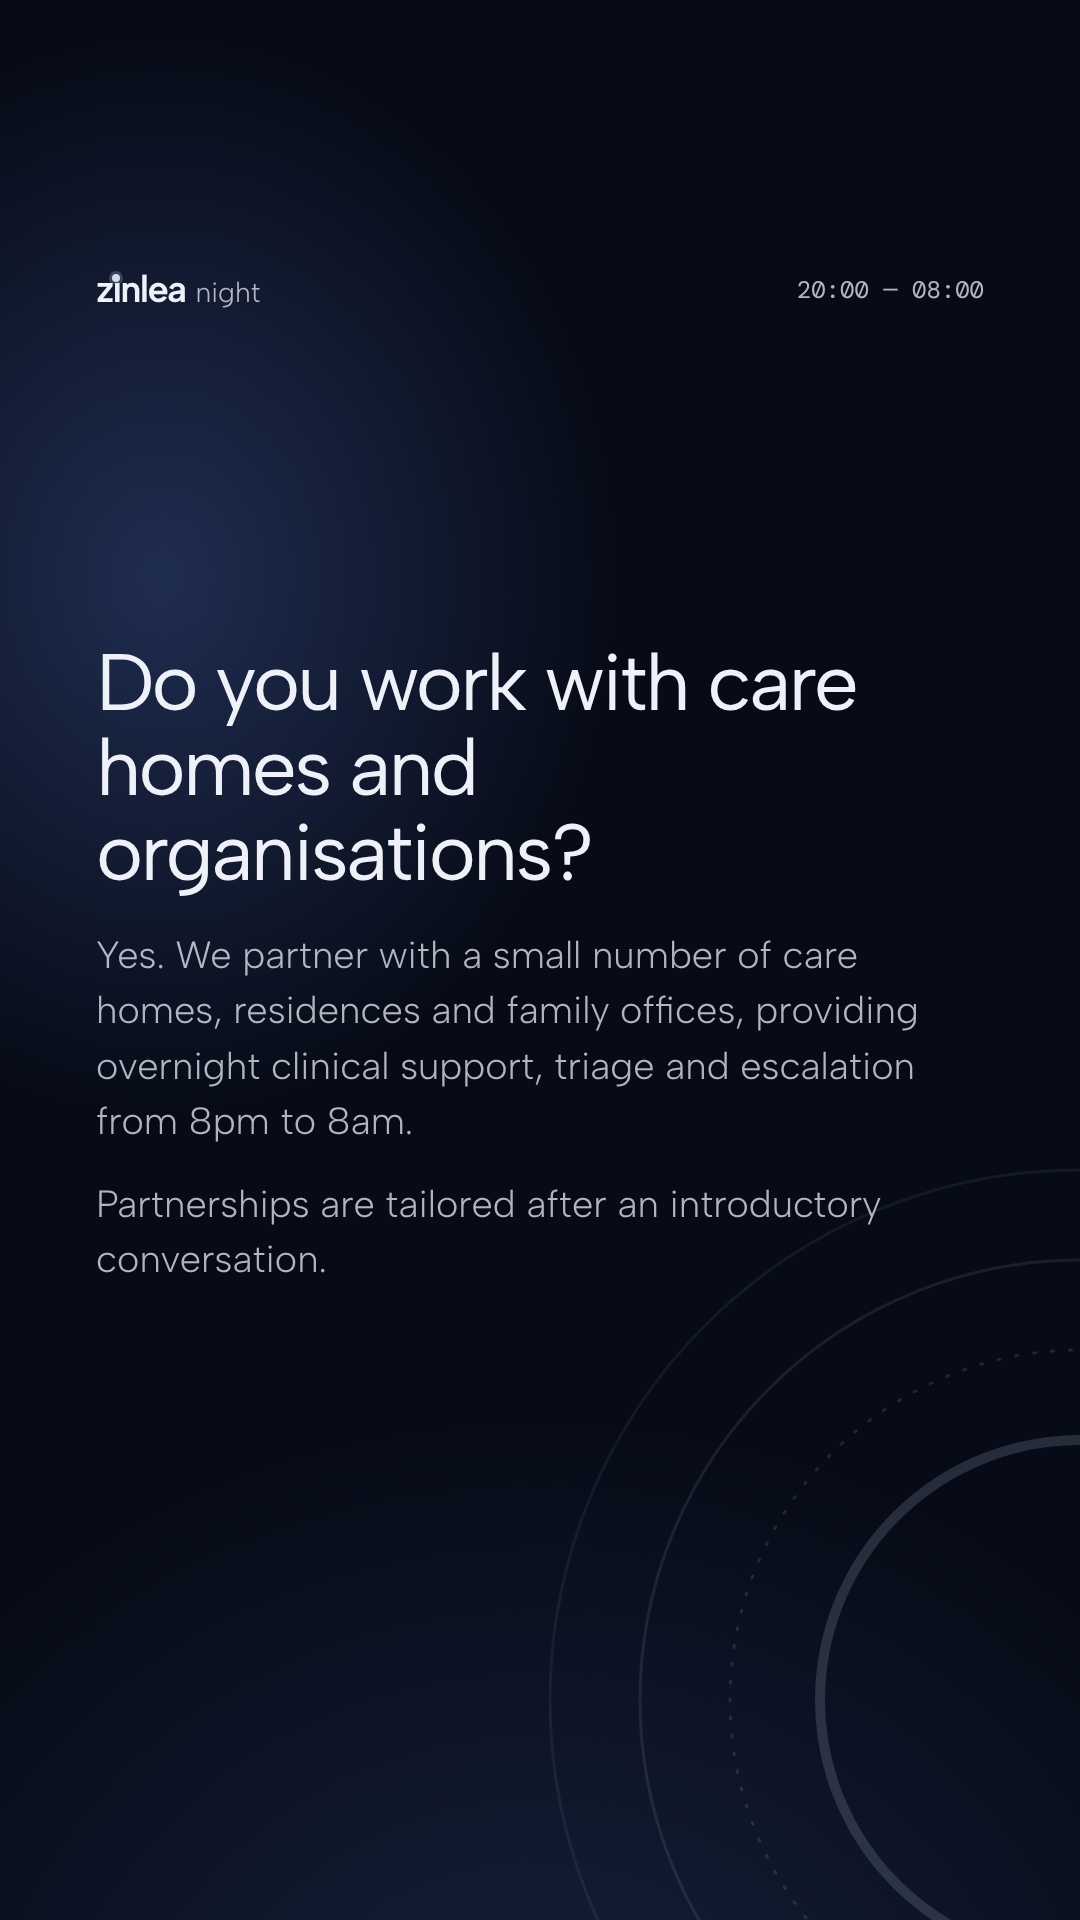 zinlea night
20:00 — 08:00
Do you work with care
homes and
organisations?
Yes. We partner with a small number of care
homes, residences and family offices, providing
overnight clinical support, triage and escalation
from 8pm to 8am.
Partnerships are tailored after an introductory
conversation.